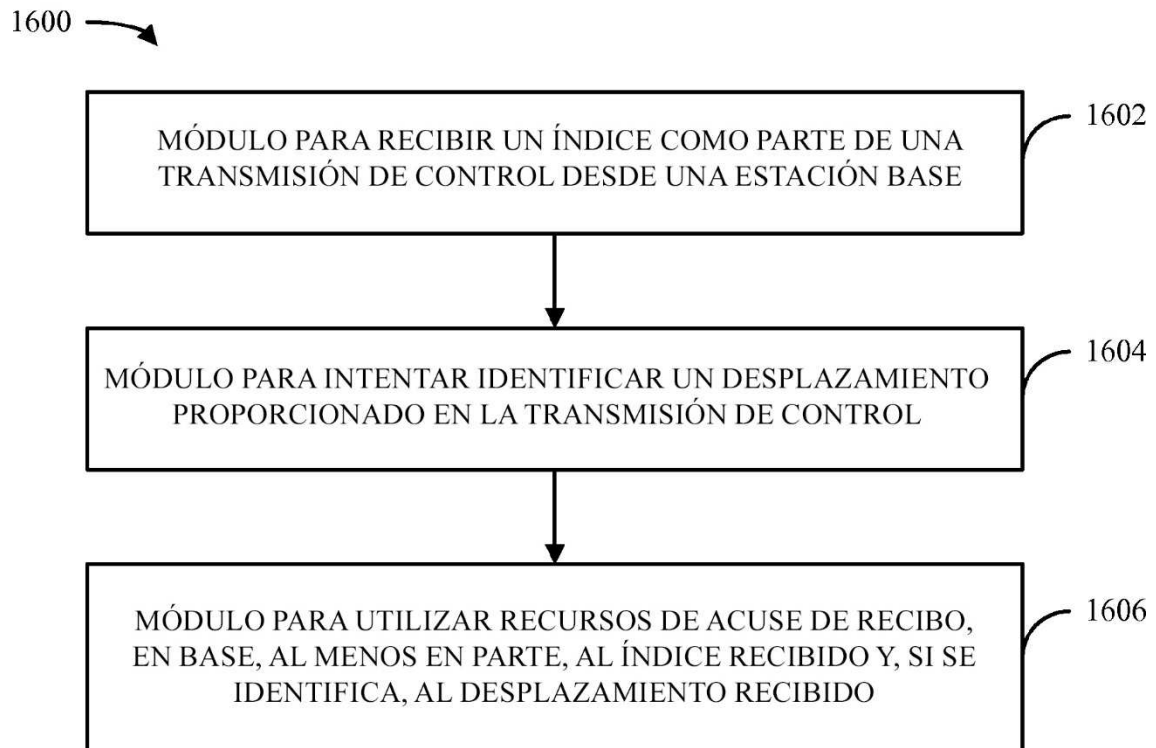 1600
MÓDULO PARA RECIBIR UN ÍNDICE COMO PARTE DE UNA
TRANSMISIÓN DE CONTROL DESDE UNA ESTACIÓN BASE
1602
MÓDULO PARA INTENTAR IDENTIFICAR UN DESPLAZAMIENTO
PROPORCIONADO EN LA TRANSMISIÓN DE CONTROL
1604
MÓDULO PARA UTILIZAR RECURSOS DE ACUSE DE RECIBO,
EN BASE, AL MENOS EN PARTE, AL ÍNDICE RECIBIDO Y, SI SE
IDENTIFICA, AL DESPLAZAMIENTO RECIBIDO
1606